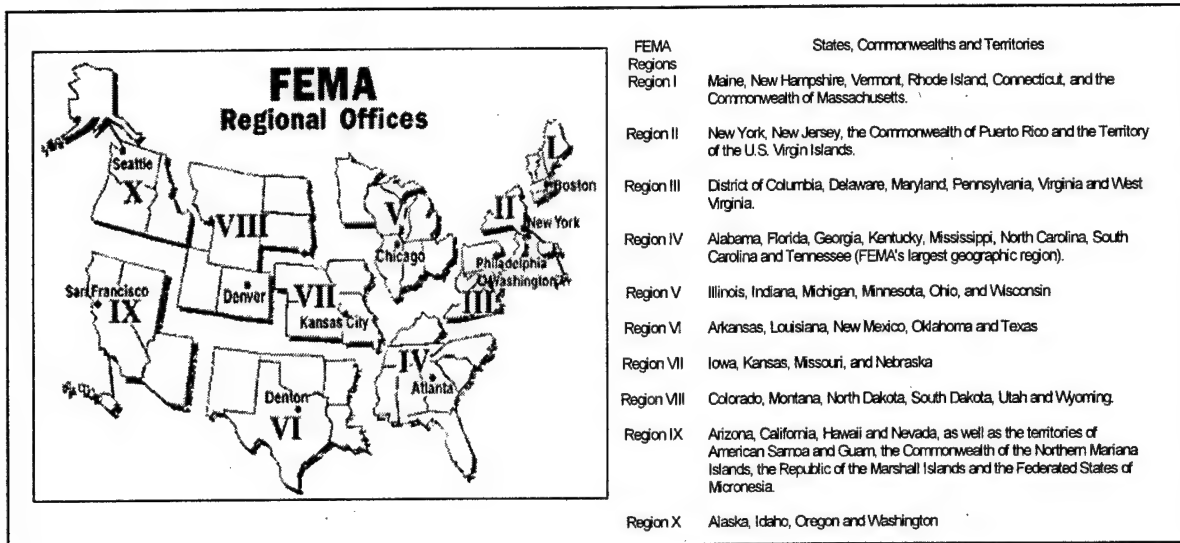 FEMA
Regional Offices
Seattle
X
VIII
V
I
Boston
II
New York
Chicago
Philadelphia
Washington
III
San Francisco
IX
Denver
VII
Kansas City
IV
Atlanta
Denton
VI
FEMA Regions States, Commonwealths and Territories
Region I Maine, New Hampshire, Vermont, Rhode Island, Connecticut, and the
Commonwealth of Massachusetts.
Region II New York, New Jersey, the Commonwealth of Puerto Rico and the Territory
of the U.S. Virgin Islands.
Region III District of Columbia, Delaware, Maryland, Pennsylvania, Virginia and West
Virginia.
Region IV Alabama, Florida, Georgia, Kentucky, Mississippi, North Carolina, South
Carolina and Tennessee (FEMA's largest geographic region).
Region V Illinois, Indiana, Michigan, Minnesota, Ohio, and Wisconsin
Region VI Arkansas, Louisiana, New Mexico, Oklahoma and Texas
Region VII Iowa, Kansas, Missouri, and Nebraska
Region VIII Colorado, Montana, North Dakota, South Dakota, Utah and Wyoming.
Region IX Arizona, California, Hawaii and Nevada, as well as the territories of
American Samoa and Guam, the Commonwealth of the Northern Mariana
Islands, the Republic of the Marshall Islands and the Federated States of
Micronesia.
Region X Alaska, Idaho, Oregon and Washington